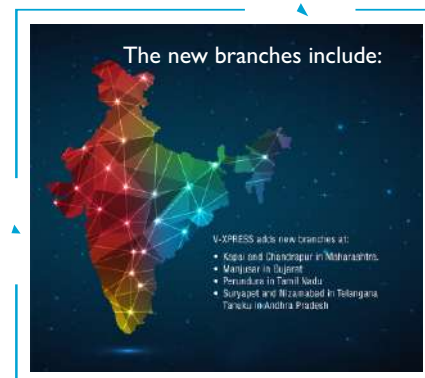 The new branches include:
V-XPRESS adds new branches at:
• Kapsi and Chandrapur in Maharashtra.
• Manjusar in Gujarat
• Perundura in Tamil Nadu
• Suryapet and Nizamabad in Telangana
Tanuku in Andhra Pradesh